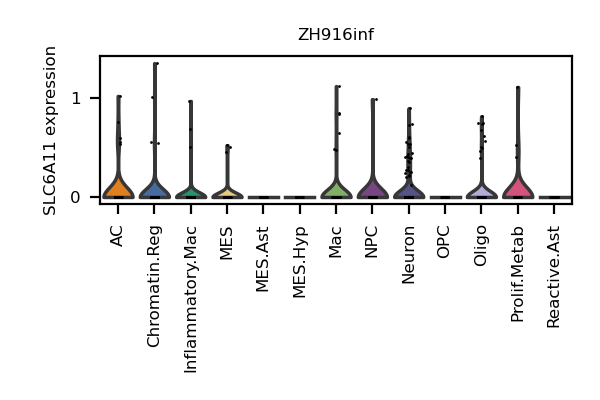 ZH916inf
SLC6A11 expression
1
0
AC
Chromatin.Reg
Inflammatory.Mac
MES
MES.Ast
MES.Hyp
Mac
NPC
Neuron
OPC
Oligo
Prolif.Metab
Reactive.Ast